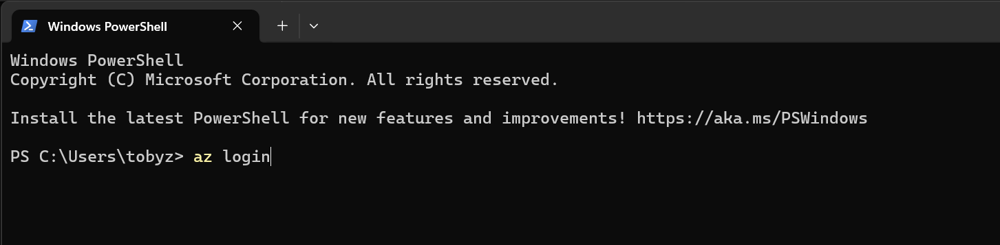 Windows PowerShell
Windows PowerShell
Copyright (C) Microsoft Corporation. All rights reserved.
Install the latest PowerShell for new features and improvements! https://aka.ms/PSWindows
PS C:\Users\tobyz> az login